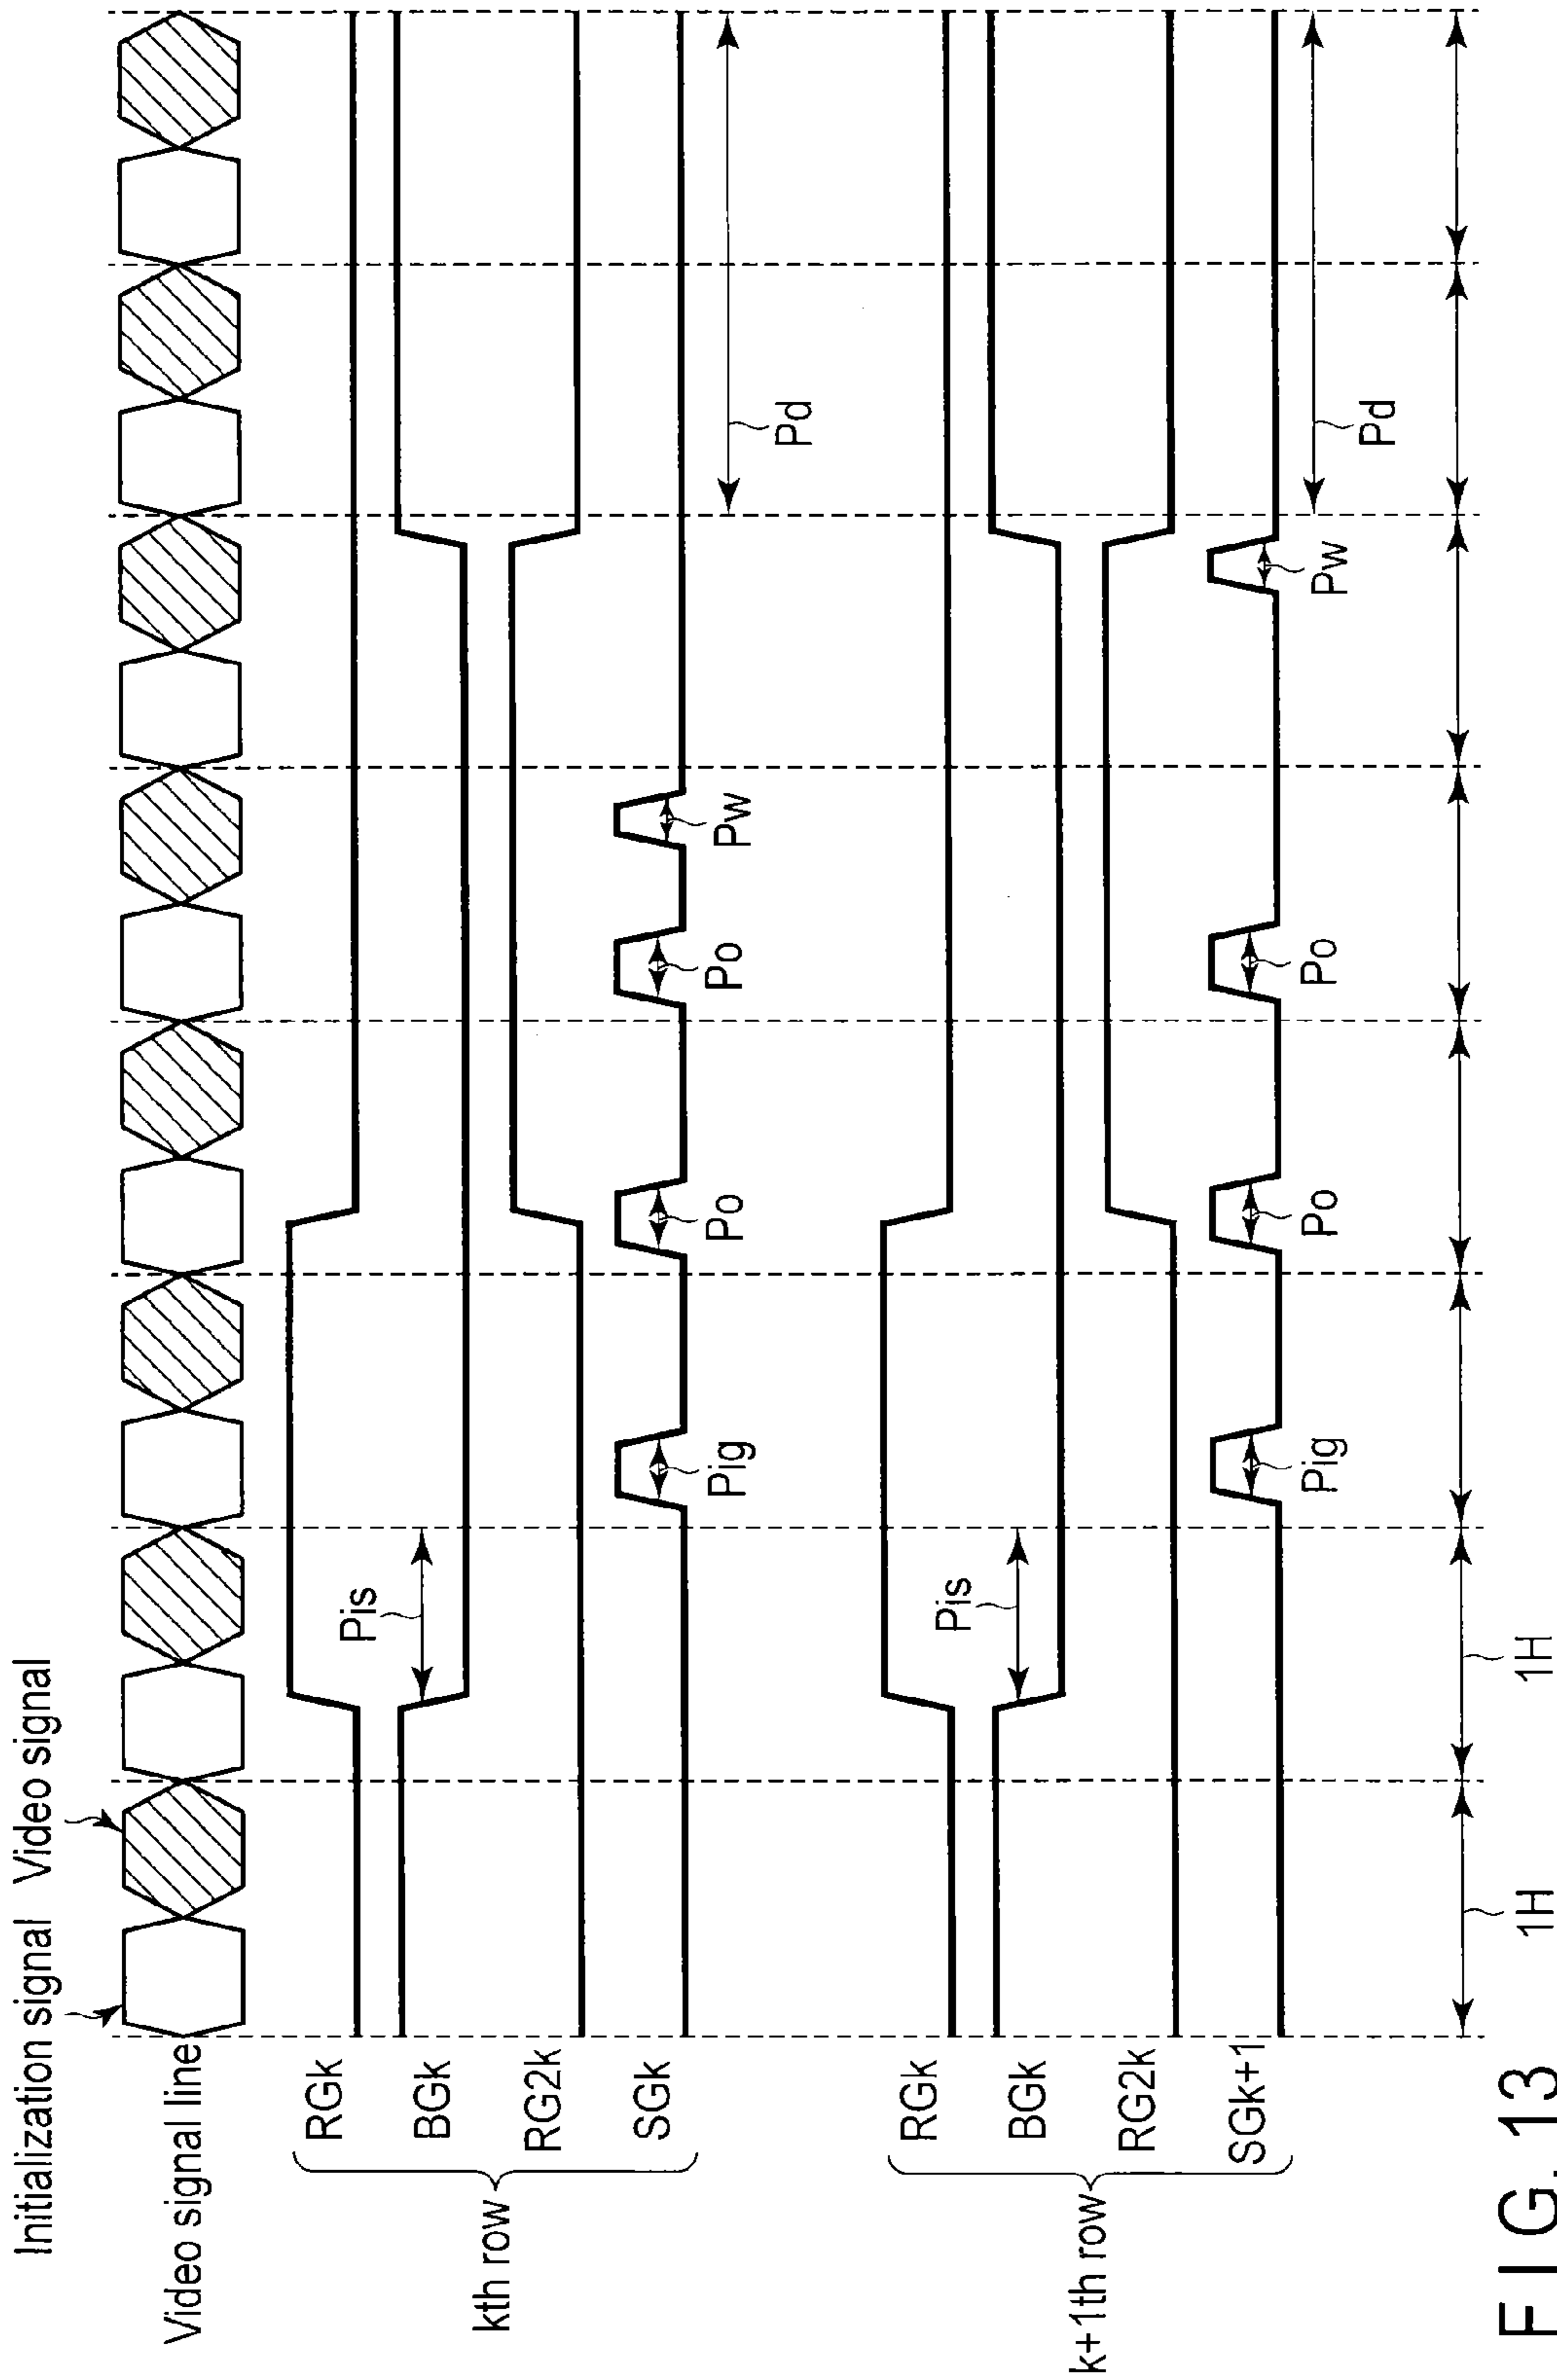 Initialization signal Video signal
Video signal line
kth row
RGk
BGk
Pis
RG2k
SGk
Pig
Po
Po
Pw
Pd
k+1th row
RGk
BGk
Pis
RG2k
SGk+1
Pig
Po
Po
Pw
Pd
1H
1H
FIG. 13